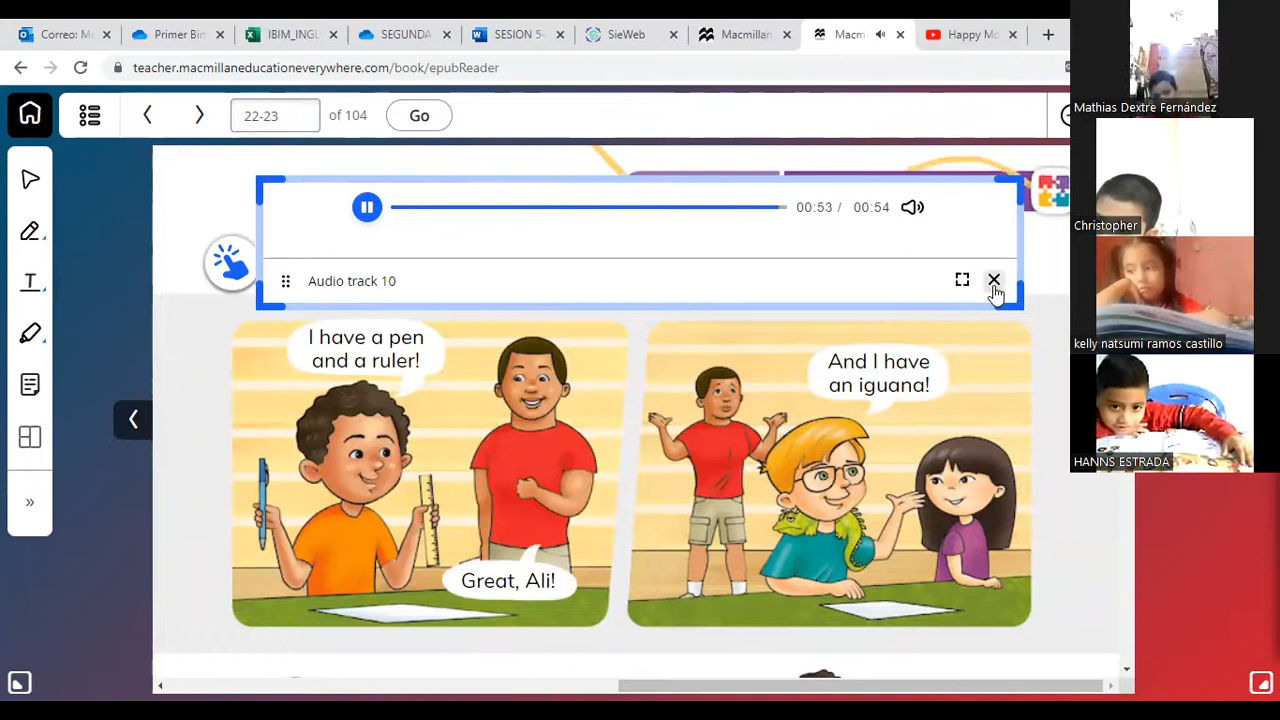 Correo: M
Primer Bin
IBIM_INGL
SEGUNDA
SESION 5-
SieWeb
Macmillan
Macm
Happy Mo
teacher.macmillaneducationeverywhere.com/book/epubReader
22-23
of 104
Go
00:53 / 00:54
Audio track 10
I have a pen
and a ruler!
Great, Ali!
And I have
an iguana!
Mathias Dextre Fernández
Christopher
kelly natsumi ramos castillo
HANNS ESTRADA